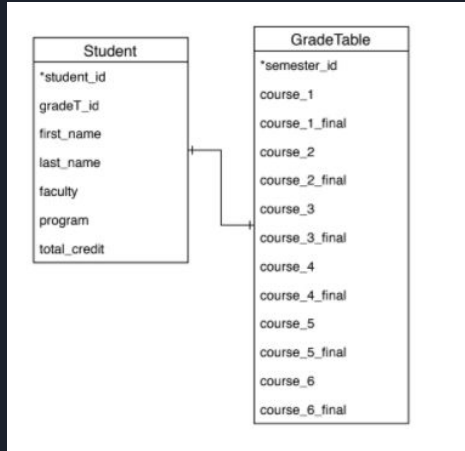 Student
*student_id
gradeT_id
first_name
last_name
faculty
program
total_credit
GradeTable
*semester_id
course_1
course_1_final
course_2
course_2_final
course_3
course_3_final
course_4
course_4_final
course_5
course_5_final
course_6
course_6_final